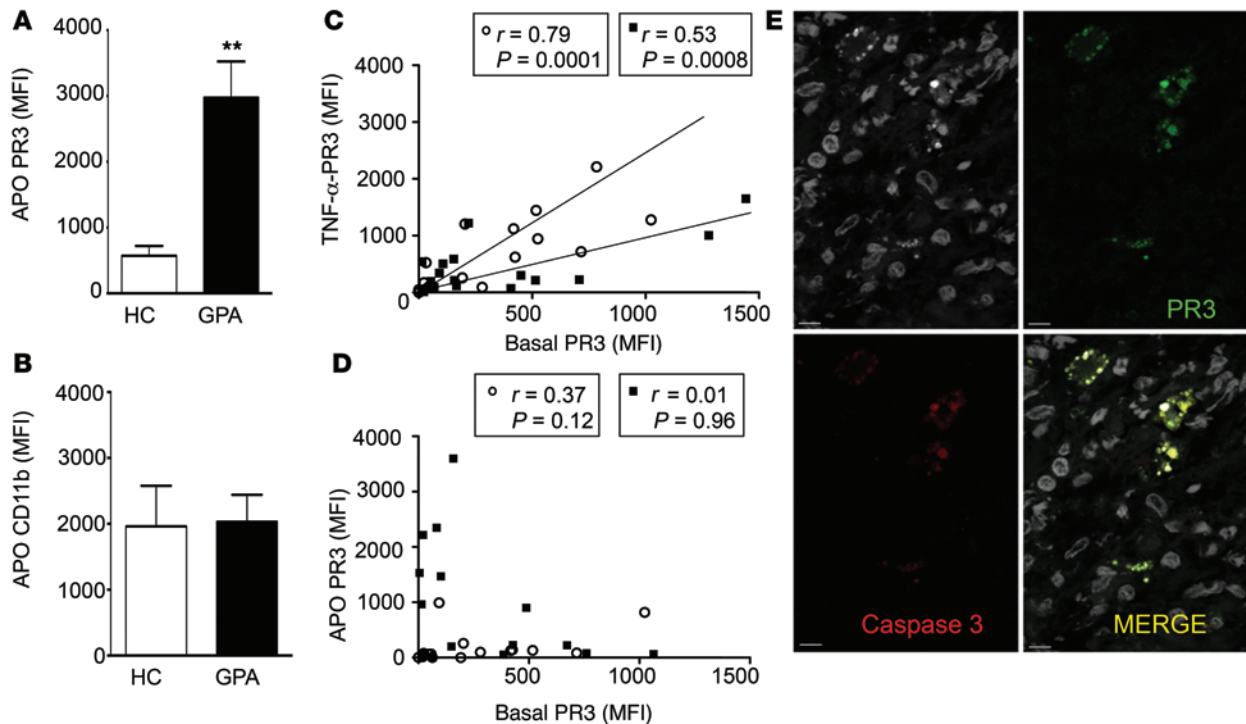 A
APO PR3 (MFI)
4000
3000
2000
1000
0
**
HC GPA
B
APO CD11b (MFI)
4000
3000
2000
1000
0
HC GPA
C
r = 0.79
P = 0.0001
r = 0.53
P = 0.0008
TNF-α-PR3 (MFI)
4000
3000
2000
1000
0
0 500 1000 1500
Basal PR3 (MFI)
D
r = 0.37
P = 0.12
r = 0.01
P = 0.96
APO PR3 (MFI)
4000
3000
2000
1000
0
0 500 1000 1500
Basal PR3 (MFI)
E
PR3
Caspase 3
MERGE